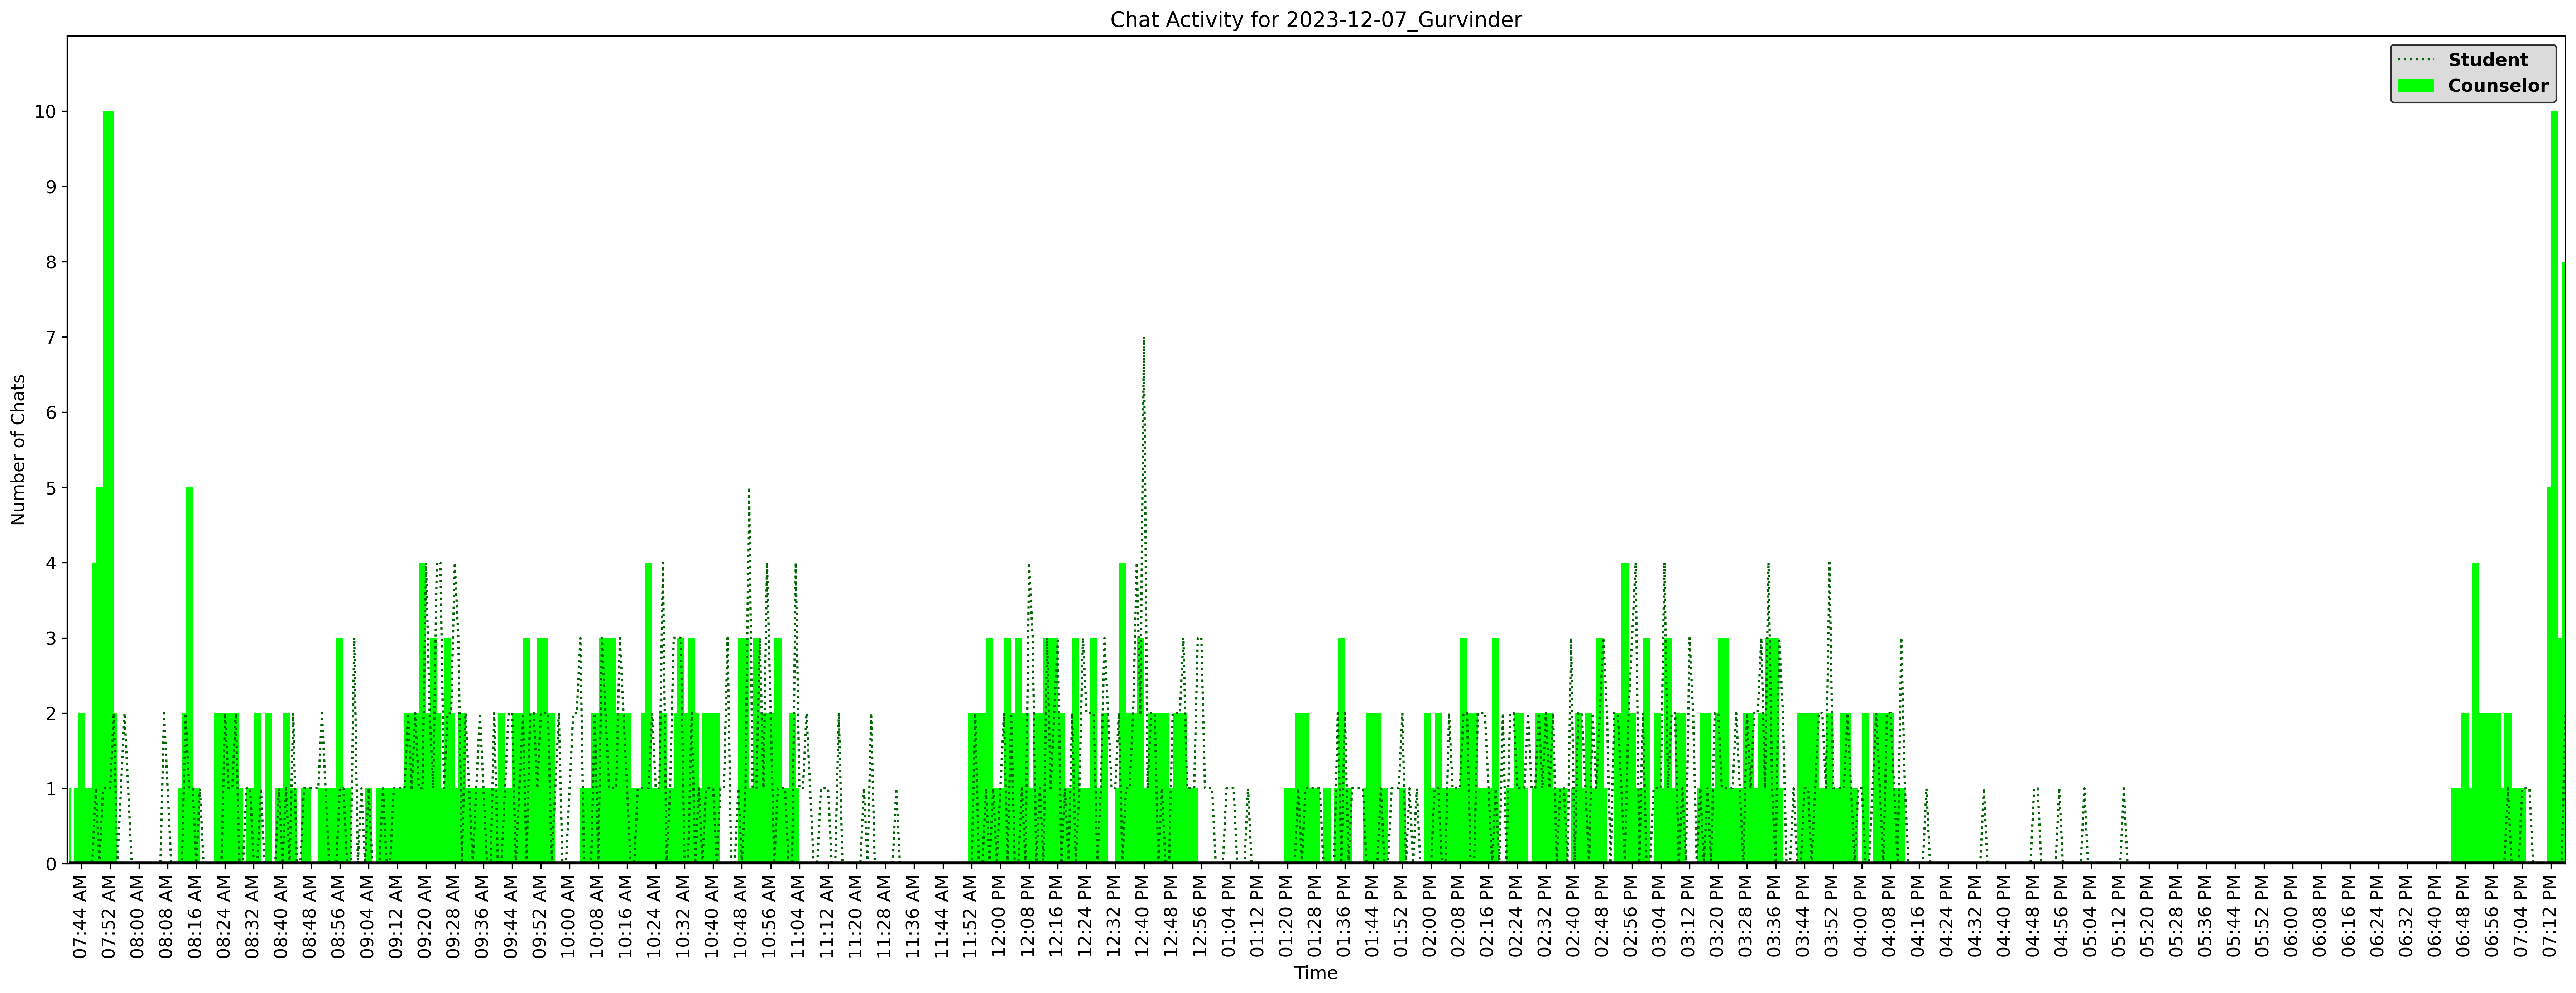 Chat Activity for 2023-12-07_Gurvinder
Student
Counselor
Number of Chats
10
9
8
7
6
5
4
3
2
1
0
07:44 AM
07:52 AM
08:00 AM
08:08 AM
08:16 AM
08:24 AM
08:32 AM
08:40 AM
08:48 AM
08:56 AM
09:04 AM
09:12 AM
09:20 AM
09:28 AM
09:36 AM
09:44 AM
09:52 AM
10:00 AM
10:08 AM
10:16 AM
10:24 AM
10:32 AM
10:40 AM
10:48 AM
10:56 AM
11:04 AM
11:12 AM
11:20 AM
11:28 AM
11:36 AM
11:44 AM
11:52 AM
12:00 PM
12:08 PM
12:16 PM
12:24 PM
12:32 PM
12:40 PM
12:48 PM
12:56 PM
01:04 PM
01:12 PM
01:20 PM
01:28 PM
01:36 PM
01:44 PM
01:52 PM
02:00 PM
02:08 PM
02:16 PM
02:24 PM
02:32 PM
02:40 PM
02:48 PM
02:56 PM
03:04 PM
03:12 PM
03:20 PM
03:28 PM
03:36 PM
03:44 PM
03:52 PM
04:00 PM
04:08 PM
04:16 PM
04:24 PM
04:32 PM
04:40 PM
04:48 PM
04:56 PM
05:04 PM
05:12 PM
05:20 PM
05:28 PM
05:36 PM
05:44 PM
05:52 PM
06:00 PM
06:08 PM
06:16 PM
06:24 PM
06:32 PM
06:40 PM
06:48 PM
06:56 PM
07:04 PM
07:12 PM
Time